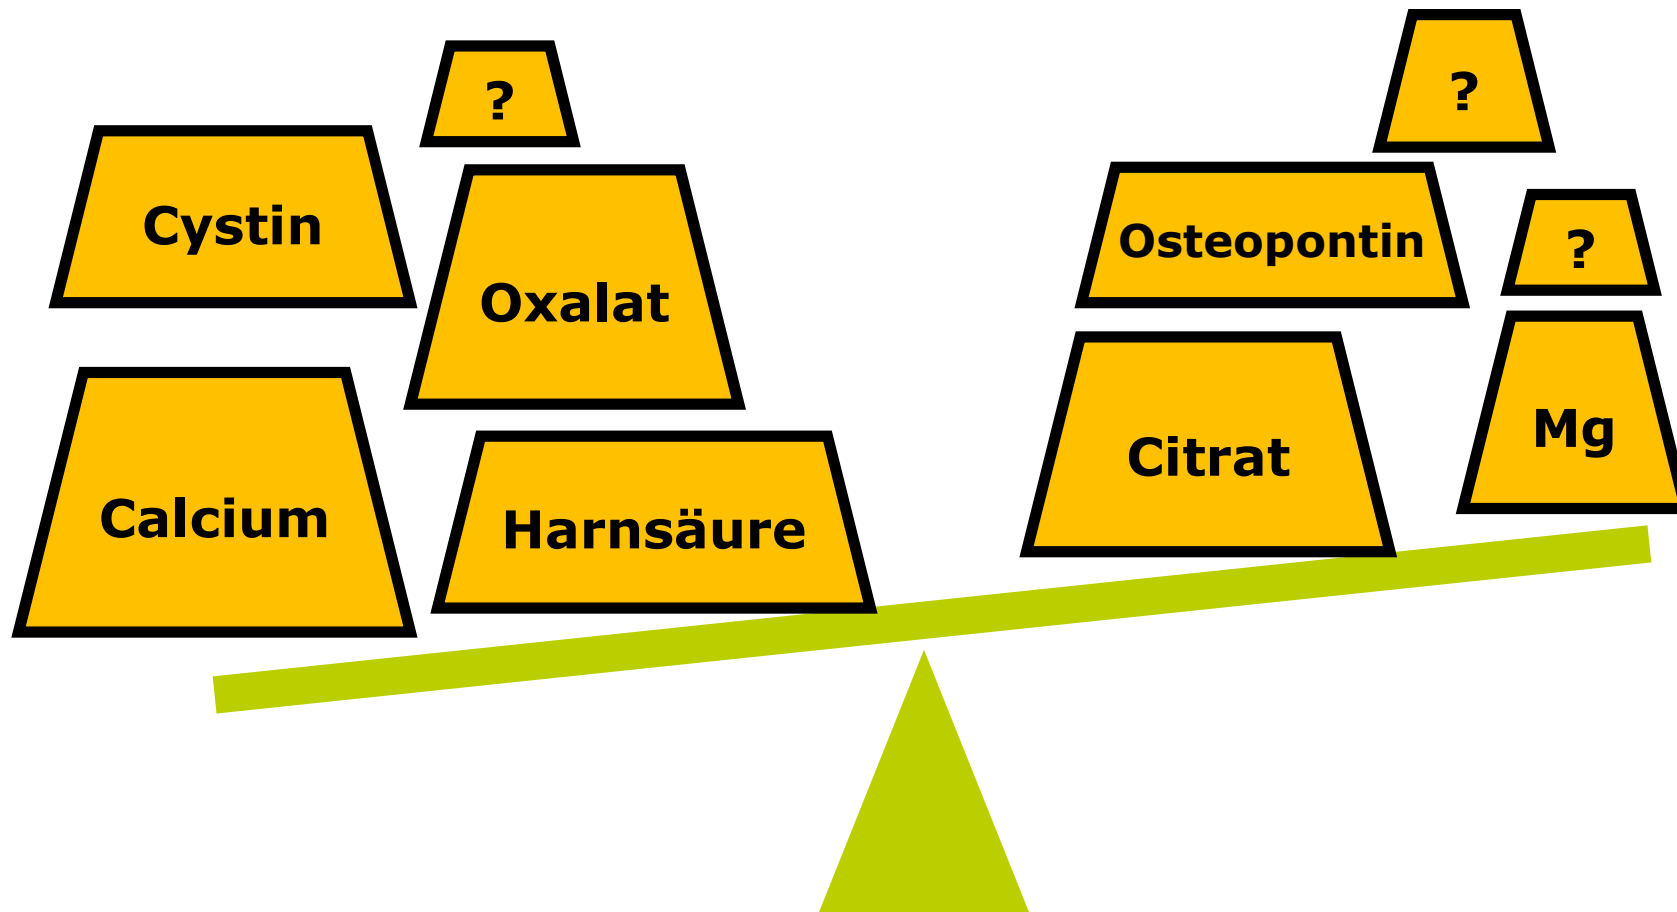 ?
Cystin
Oxalat
Calcium
Harnsäure
?
Osteopontin
?
Citrat
Mg